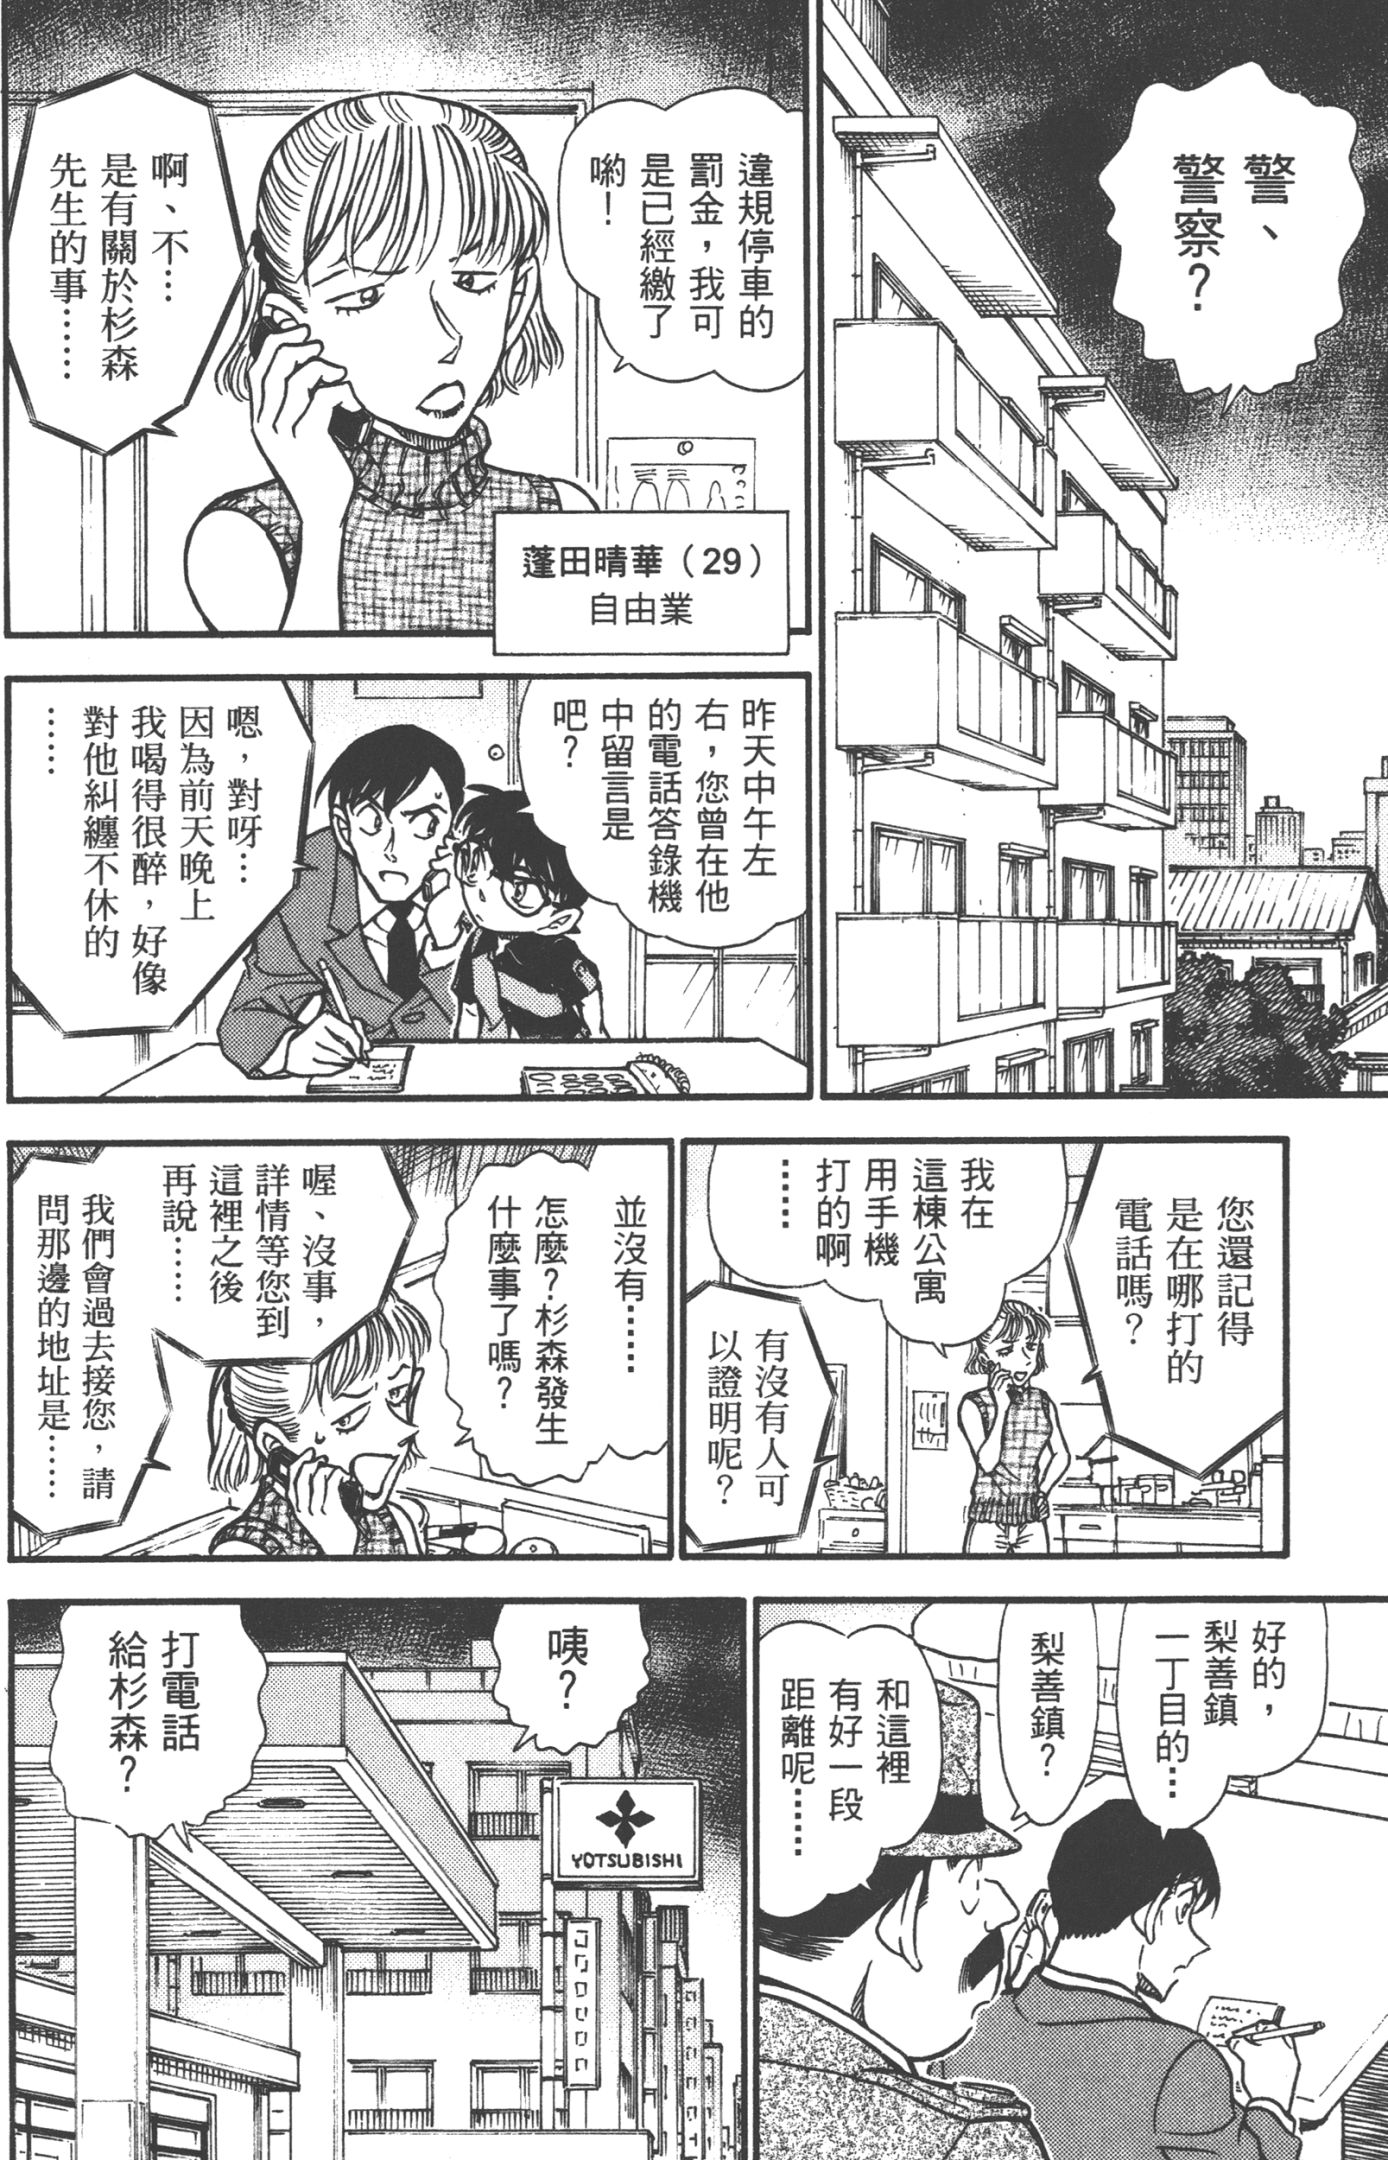 警、
警察？
違規停車的
罰金，我可
是已經繳了
喲！
啊、不…
是有關於杉森
先生的事……
蓬田晴華（29）
自由業
昨天中午左
右，您曾在他
的電話答錄機
中留言是
吧？
嗯，對呀…
因為前天晚上
我喝得很醉，好像
對他糾纏不休的
……
您還記得
是在哪打的
電話嗎？
我在
這棟公寓
用手機
打的啊
……
有沒有人可
以證明呢？
並沒有……
怎麼？杉森發生
什麼事了嗎？
喔、沒事，
詳情等您到
這裡之後
再說……
我們會過去接您，請
問那邊的地址是……
好的，
梨善鎮
一丁目的…
梨善鎮？
和這裡
有好一段
距離呢……
咦？
打電話
給杉森？
YOTSUBISHI